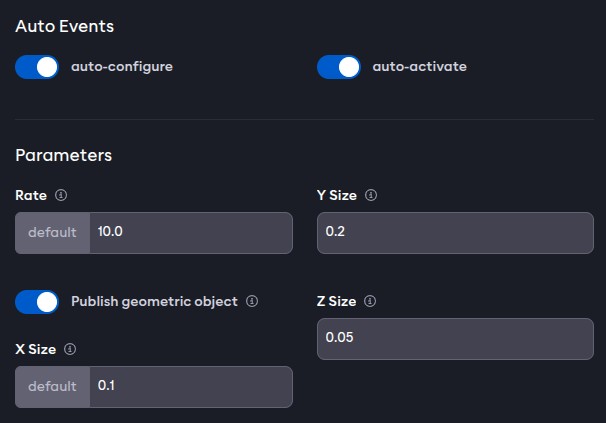 Auto Events
auto-configure
auto-activate
Parameters
Rate
Y Size
default 10.0
0.2
Publish geometric object
Z Size
0.05
X Size
default 0.1